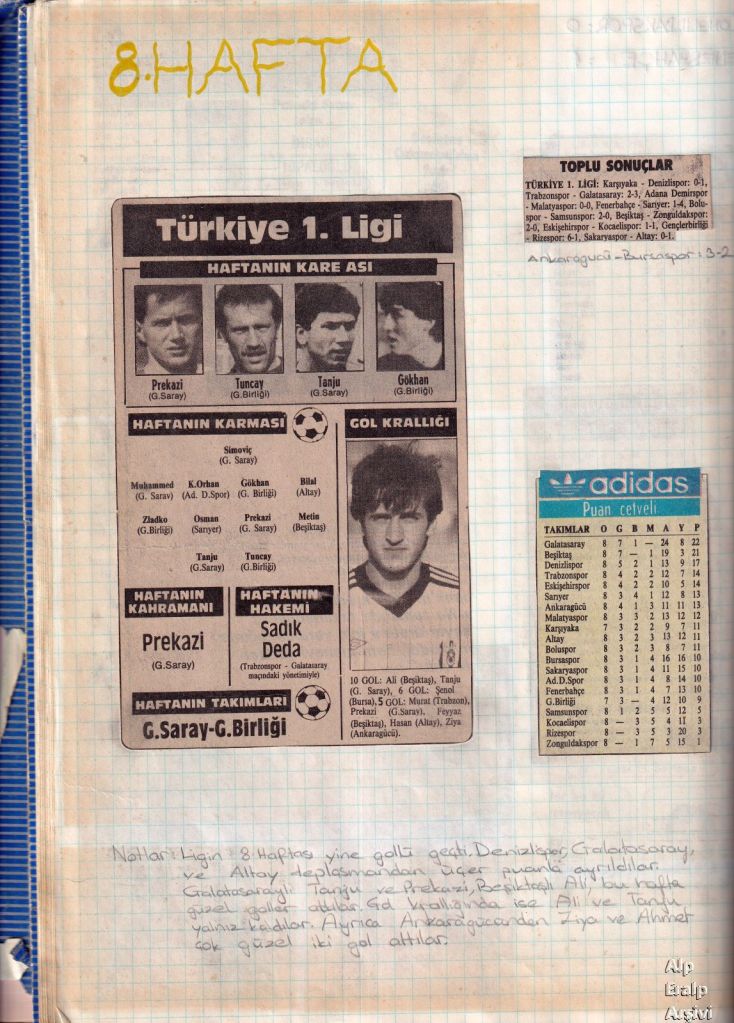 8.HAFTA
TOPLU SONUÇLAR
TÜRKİYE 1. LİGİ: Karşıyaka - Denizlispor: 0-1,
Trabzonspor - Galatasaray: 2-3, Adana Demirspor
- Malatyaspor: 0-0, Fenerbahçe - Sarıyer: 1-4, Bolu-
spor - Samsunspor: 2-0, Beşiktaş - Zonguldakspor:
2-0, Eskişehirspor - Kocaelispor: 1-1, Gençlerbirliği
- Rizespor: 6-1, Sakaryaspor - Altay: 0-1.
Ankaragücü-Bursaspor: 3-2
Türkiye 1. Ligi
HAFTANIN KARE ASI
Prekazi Tuncay Tanju Gökhan
(G.Saray) (G.Birliği) (G.Saray) (G.Birliği)
HAFTANIN KARMASI
Simoviç
(G. Saray)
Muhammed K.Orhan Gökhan Bilal
(G. Saray) (Ad. D.Spor) (G. Birliği) (Altay)
Zladko Osman Prekazi Metin
(G.Birliği) (Sarıyer) (G. Saray) (Beşiktaş)
Tanju Tuncay
(G.Saray) (G.Birliği)
HAFTANIN
KAHRAMANI
Prekazi
(G.Saray)
HAFTANIN
HAKEMİ
Sadık
Deda
(Trabzonspor - Galatasaray
maçındaki yönetimiyle)
HAFTANIN TAKIMLARI
G.Saray-G.Birliği
GOL KRALLIĞI
10 GOL: Ali (Beşiktaş), Tanju
(G. Saray), 6 GOL: Şenol
(Bursa), 5 GOL: Murat (Trabzon),
Prekazi (G.Saray), Feyyaz
(Beşiktaş), Hasan (Altay), Ziya
(Ankaragücü).
adidas
Puan cetveli
TAKIMLAR O G B M A Y P
Galatasaray 8 7 1 — 24 8 22
Beşiktaş 8 7 — 1 19 3 21
Denizlispor 8 5 2 1 13 9 17
Trabzonspor 8 4 2 2 12 7 14
Eskişehirspor 8 4 2 2 10 5 14
Sarıyer 8 3 4 1 12 8 13
Ankaragücü 8 4 1 3 11 11 13
Malatyaspor 8 3 3 2 13 12 12
Karşıyaka 7 3 2 2 9 7 11
Altay 8 3 2 3 13 12 11
Boluspor 8 3 2 3 8 7 11
Bursaspor 8 3 1 4 16 16 10
Sakaryaspor 8 3 1 4 11 15 10
Ad.D.Spor 8 3 1 4 8 14 10
Fenerbahçe 8 3 1 4 7 13 10
G.Birliği 7 3 — 4 12 10 9
Samsunspor 8 1 2 5 5 12 5
Kocaelispor 8 — 3 5 4 11 3
Rizespor 8 — 3 5 3 20 3
Zonguldakspor 8 — 1 7 5 15 1
Notlar: Ligin 8. Haftası yine gollü geçti. Denizlispor, Galatasaray,
ve Altay deplasmandan üçer puanla ayrıldılar.
Galatasaraylı Tanju ve Prekazi, Beşiktaşlı Ali, bu hafta
güzel goller attılar. Gol krallığında ise Ali ve Tanju
yalnız kaldılar. Ayrıca Ankaragücünden Ziya ve Ahmet
çok güzel iki gol attılar.
Alp
Eralp
Arşivi